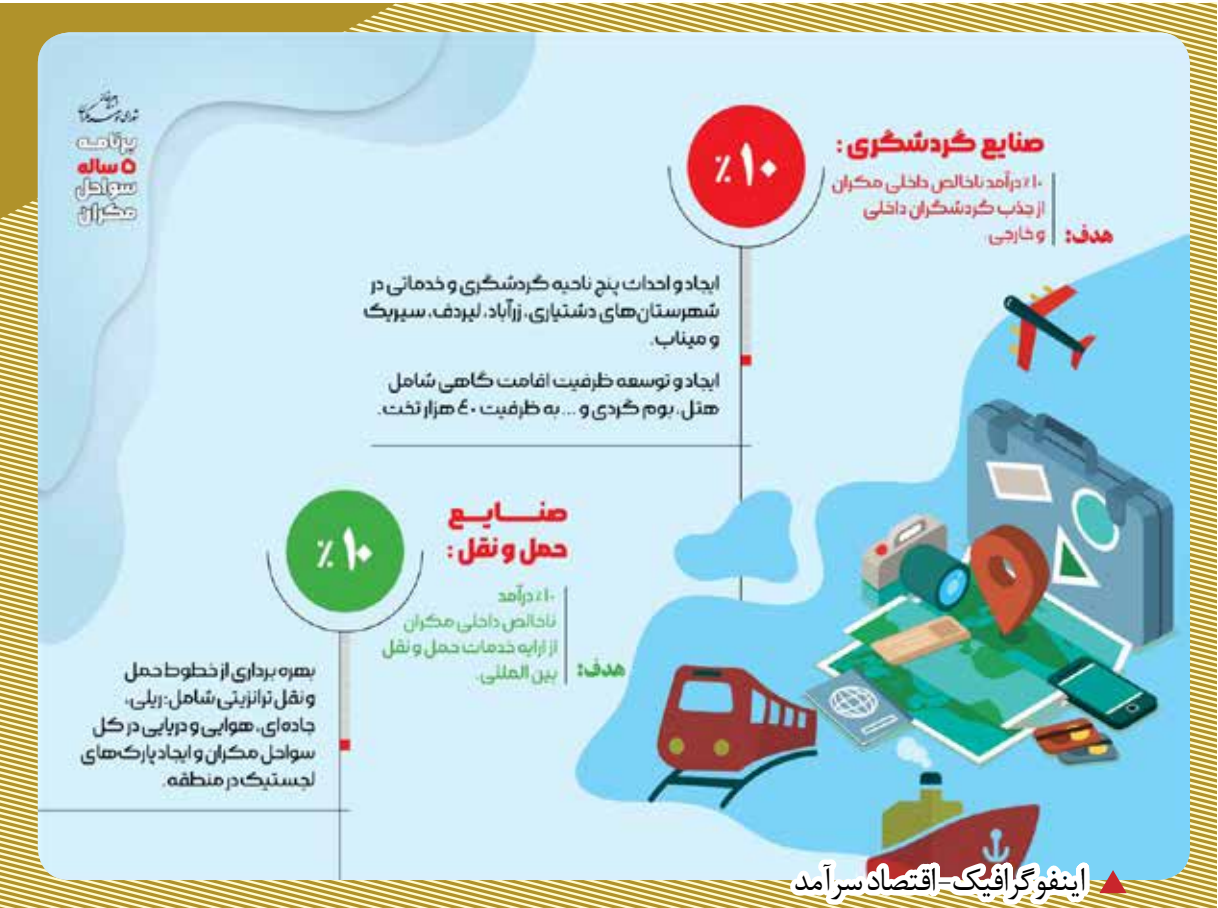 برنامه
۵ ساله
سواحل
مکران
صنایع گردشگری :
٪۱۰
هدف:
۱۰٪ درآمد ناخالص داخلی مکران
از جذب گردشگران داخلی
و خارجی.
ایجاد و احداث پنج ناحیه گردشگری و خدماتی در
شهرستان‌های دشتیاری، زرآباد، لیردف، سیریک
و میناب.
ایجاد و توسعه ظرفیت اقامت گاهی شامل
هتل، بوم گردی و ... به ظرفیت ۴۰ هزار تخت.
صنـــایــع
حمل و نقل :
٪۱۰
هدف:
۱۰٪ درآمد
ناخالص داخلی مکران
از ارایه خدمات حمل و نقل
بین المللی.
بهره برداری از خطوط حمل
و نقل ترانزیتی شامل: ریلی،
جاده‌ای، هوایی و دریایی در کل
سواحل مکران و ایجاد پارک‌های
لجستیک در منطقه.
اینفوگرافیک-اقتصاد سرآمد